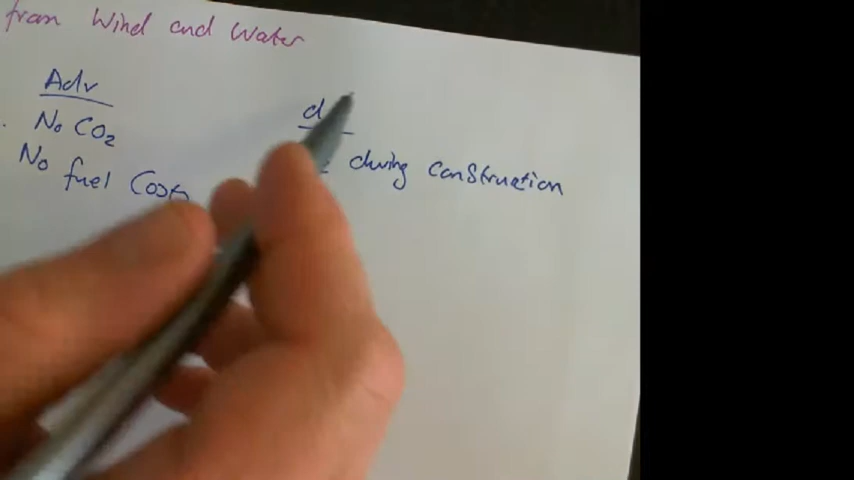 from Wind and Water
Adv
No CO2
No fuel Costs
during Construction